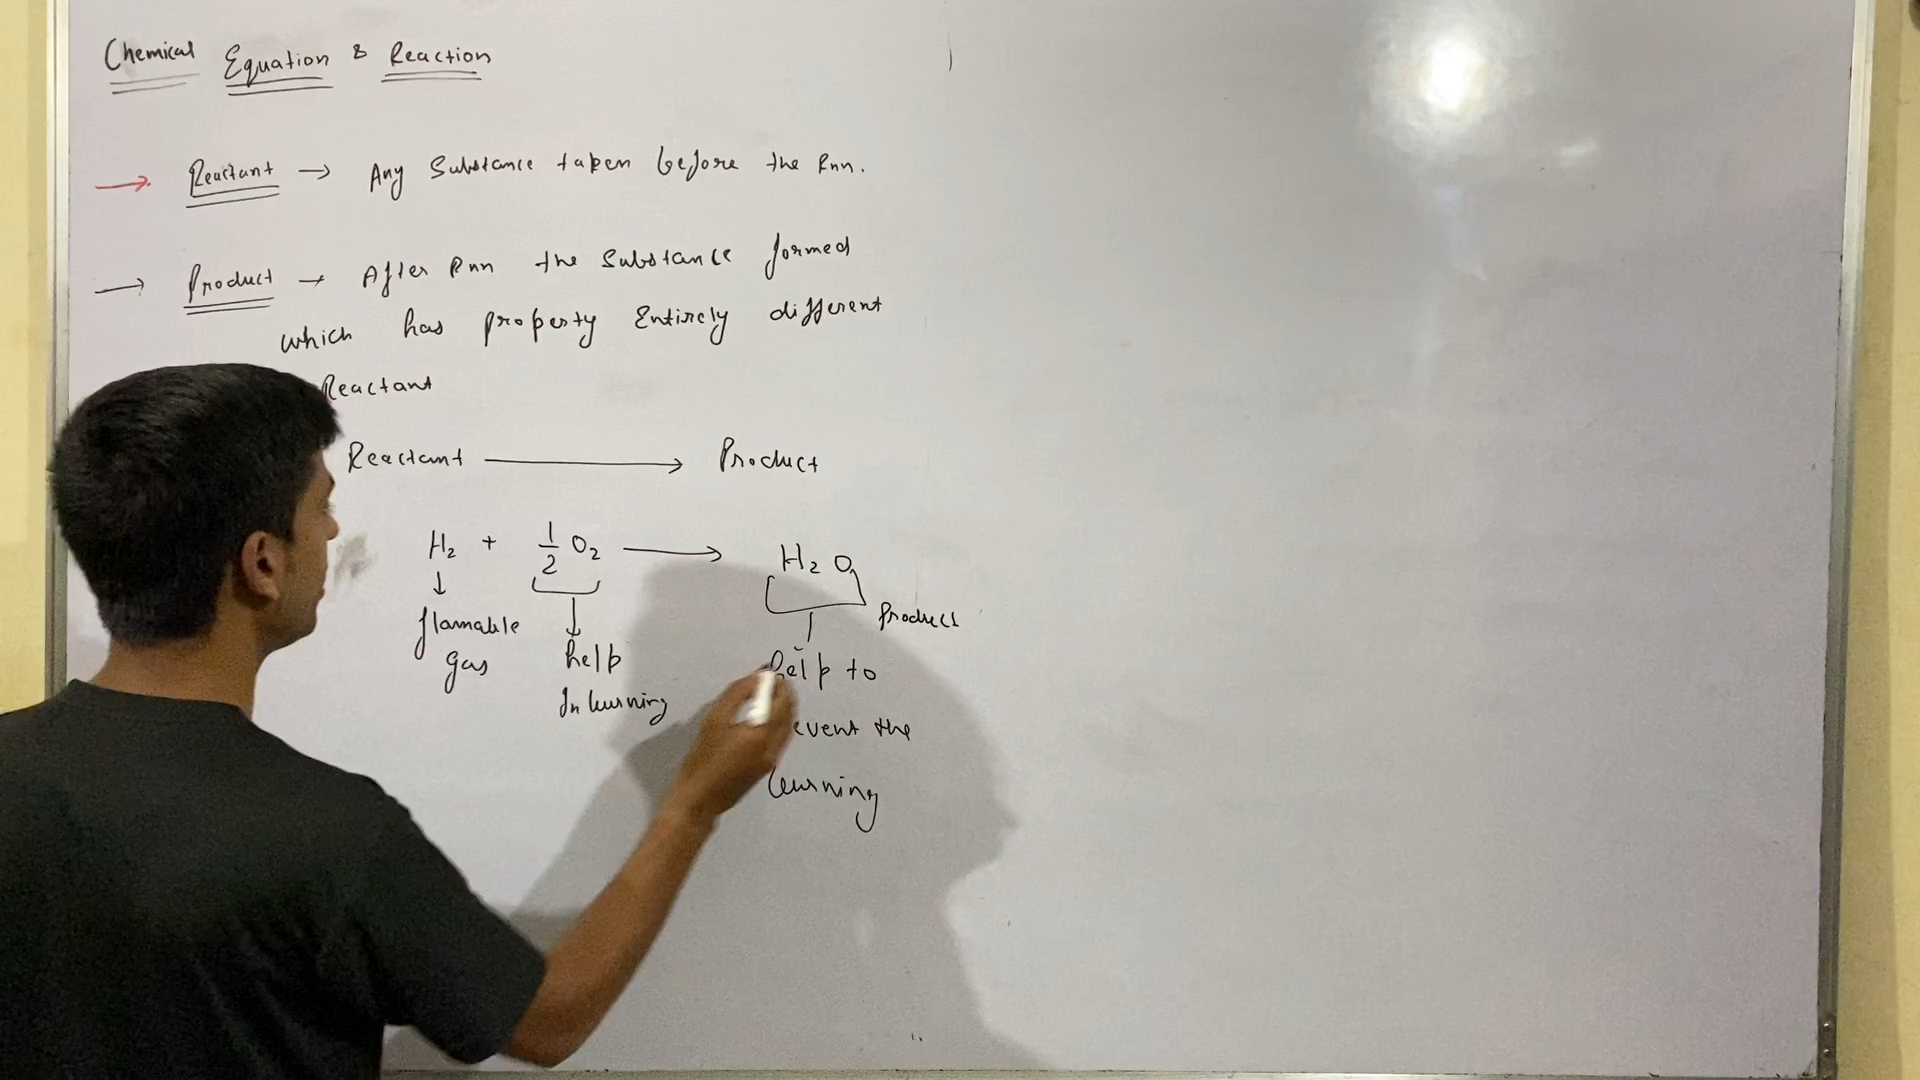 Chemical Equation & Reaction
→ Reactant → Any Substance taken before the Rnn.
→ Product → After Rnn the Substance formed
which has property Entirely different
Reactant
Reactant → Product
H₂ + 1/2 O₂ → H₂O
Product
flamable gas
help
In burning
help to
event the
burning